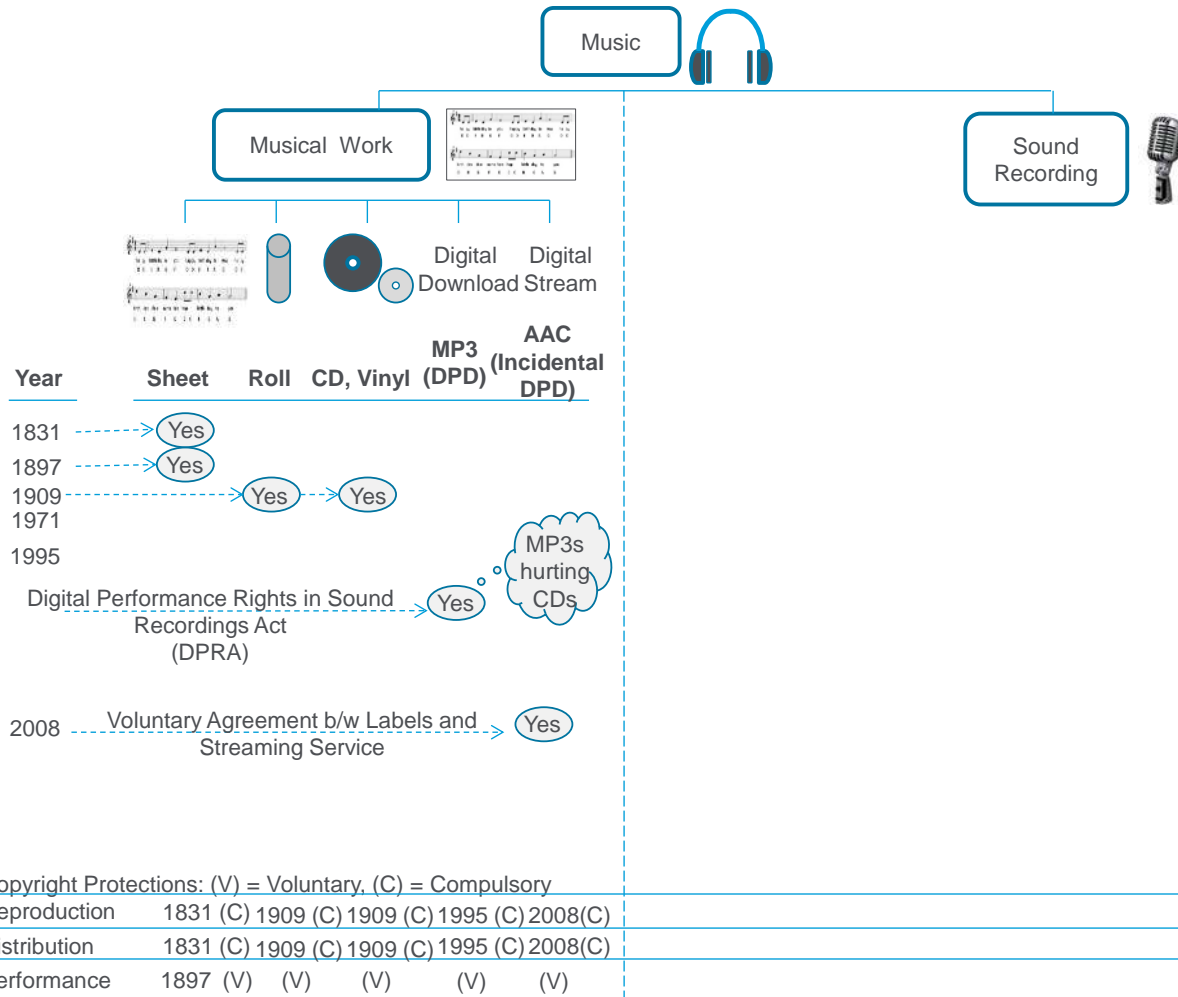 Music
Musical Work
Sound
Recording
Digital
Download
Digital
Stream
Year
Sheet
Roll
CD, Vinyl
MP3
(DPD)
AAC
(Incidental
DPD)
1831
Yes
1897
Yes
1909
Yes
Yes
1971
1995
MP3s
hurting
CDs
Digital Performance Rights in Sound
Recordings Act
(DPRA)
Yes
2008
Voluntary Agreement b/w Labels and
Streaming Service
Yes
opyright Protections: (V) = Voluntary, (C) = Compulsory
eproduction 1831 (C) 1909 (C) 1909 (C) 1995 (C) 2008(C)
istribution 1831 (C) 1909 (C) 1909 (C) 1995 (C) 2008(C)
erformance 1897 (V) (V) (V) (V) (V)